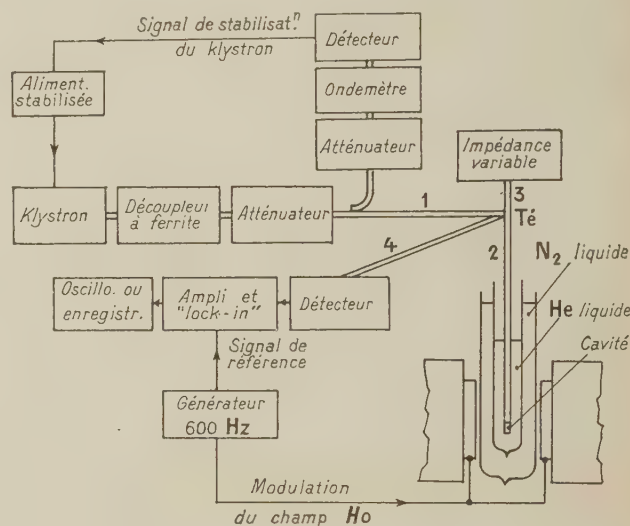 Signal de stabilisat.n
du klystron
Détecteur
Aliment.
stabilisée
Ondemètre
Atténuateur
Impédance
variable
Klystron
Découpleur
à ferrite
Atténuateur
1
3
Té
4
2
N2 liquide
Oscillo. ou
enregistr.
Ampli et
"lock-in"
Détecteur
He liquide
Signal de
référence
Cavité
Générateur
600 Hz
Modulation
du champ Ho